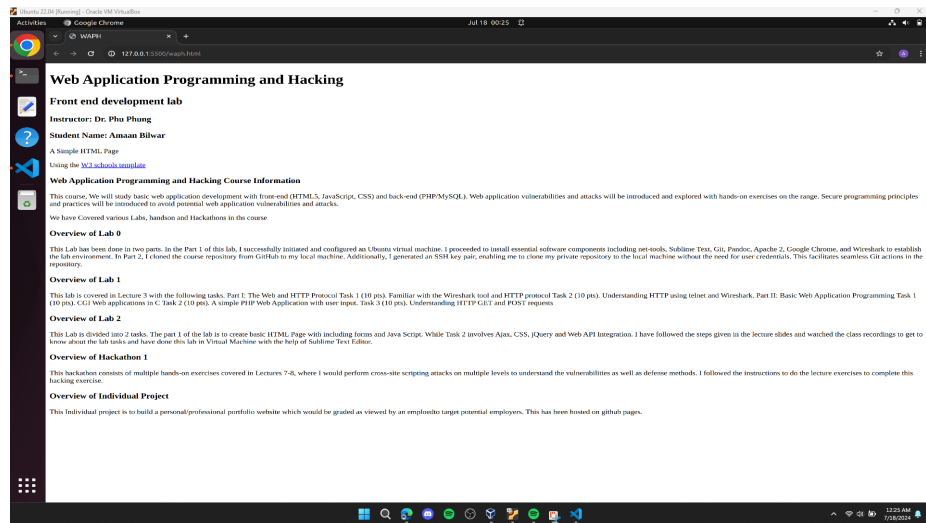 Ubuntu 22.04 [Running] - Oracle VM VirtualBox
Activities
Google Chrome
Jul 18 00:25
WAPH
127.0.0.1:5500/waph.html
Web Application Programming and Hacking
Front end development lab
Instructor: Dr. Phu Phung
Student Name: Amaan Bilwar
A Simple HTML Page
Using the W3 schools template
Web Application Programming and Hacking Course Information
This course, We will study basic web application development with front-end (HTML5, JavaScript, CSS) and back-end (PHP/MySQL). Web application vulnerabilities and attacks will be introduced and explored with hands-on exercises on the range. Secure programming principles
and practices will be introduced to avoid potential web application vulnerabilities and attacks.
We have Covered various Labs, handson and Hackathons in ths course
Overview of Lab 0
This Lab has been done in two parts. In the Part 1 of this lab, I successfully initiated and configured an Ubuntu virtual machine. I proceeded to install essential software components including net-tools, Sublime Text, Git, Pandoc, Apache 2, Google Chrome, and Wireshark to establish
the lab environment. In Part 2, I cloned the course repository from GitHub to my local machine. Additionally, I generated an SSH key pair, enabling me to clone my private repository to the local machine without the need for user credentials. This facilitates seamless Git actions in the
repository.
Overview of Lab 1
This lab is covered in Lecture 3 with the following tasks. Part I: The Web and HTTP Protocol Task 1 (10 pts). Familiar with the Wireshark tool and HTTP protocol Task 2 (10 pts). Understanding HTTP using telnet and Wireshark. Part II: Basic Web Application Programming Task 1
(10 pts). CGI Web applications in C Task 2 (10 pts). A simple PHP Web Application with user input. Task 3 (10 pts). Understanding HTTP GET and POST requests
Overview of Lab 2
This Lab is divided into 2 tasks. The part 1 of the lab is to create basic HTML Page with including forms and Java Script. While Task 2 involves Ajax, CSS, jQuery and Web API Integration. I have followed the steps given in the lecture slides and watched the class recordings to get to
know about the lab tasks and have done this lab in Virtual Machine with the help of Sublime Text Editor.
Overview of Hackathon 1
This hackathon consists of multiple hands-on exercises covered in Lectures 7-8, where I would perform cross-site scripting attacks on multiple levels to understand the vulnerabilities as well as defense methods. I followed the instructions to do the lecture exercises to complete this
hacking exercise.
Overview of Individual Project
This Individual project is to build a personal/professional portfolio website which would be graded as viewed by an emploesito target potential employers. This has been hosted on github pages.
12:25 AM
7/18/2024